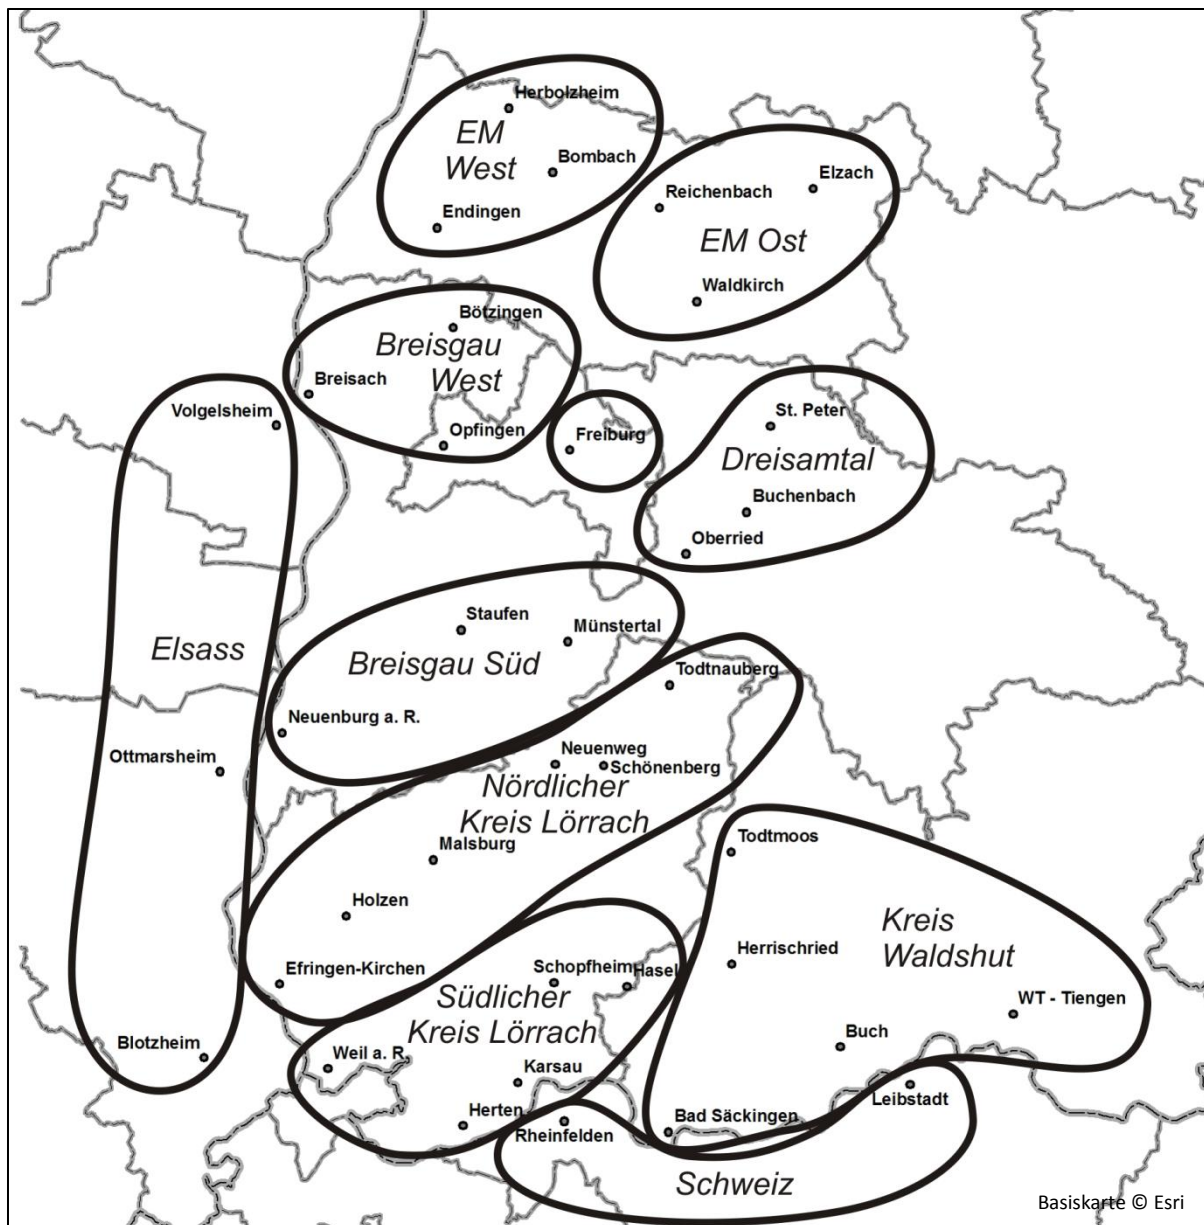 Herbolzheim
EM
West
Bombach
Endingen
Elzach
Reichenbach
EM Ost
Waldkirch
Bötzingen
Breisgau
West
Breisach
Opfingen
Volgelsheim
Freiburg
St. Peter
Dreisamtal
Buchenbach
Oberried
Staufen
Münstertal
Elsass
Breisgau Süd
Todtnauberg
Neuenburg a. R.
Ottmarsheim
Neuenweg
Schönenberg
Nördlicher
Kreis Lörrach
Malsburg
Todtmoos
Holzen
Kreis
Waldshut
Herrischried
Efringen-Kirchen
Schopfheim
Hasel
Südlicher
Kreis Lörrach
WT - Tiengen
Buch
Blotzheim
Weil a. R.
Karsau
Leibstadt
Herten
Rheinfelden
Bad Säckingen
Schweiz
Basiskarte © Esri